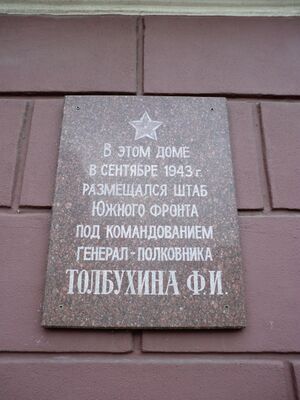 В ЭТОМ ДОМЕ
В СЕНТЯБРЕ 1943 г.
РАЗМЕЩАЛСЯ ШТАБ
ЮЖНОГО ФРОНТА
ПОД КОМАНДОВАНИЕМ
ГЕНЕРАЛ-ПОЛКОВНИКА
ТОЛБУХИНА Ф.И.